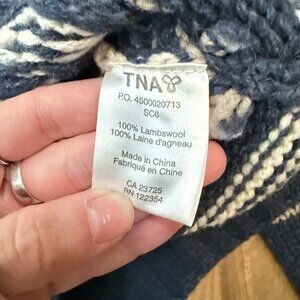 TNA
P.O. 4500020713
SC6
100% Lambswool
100% Laine d'agneau
Made in China
Fabriqué en Chine
CA 23725
RN 122354